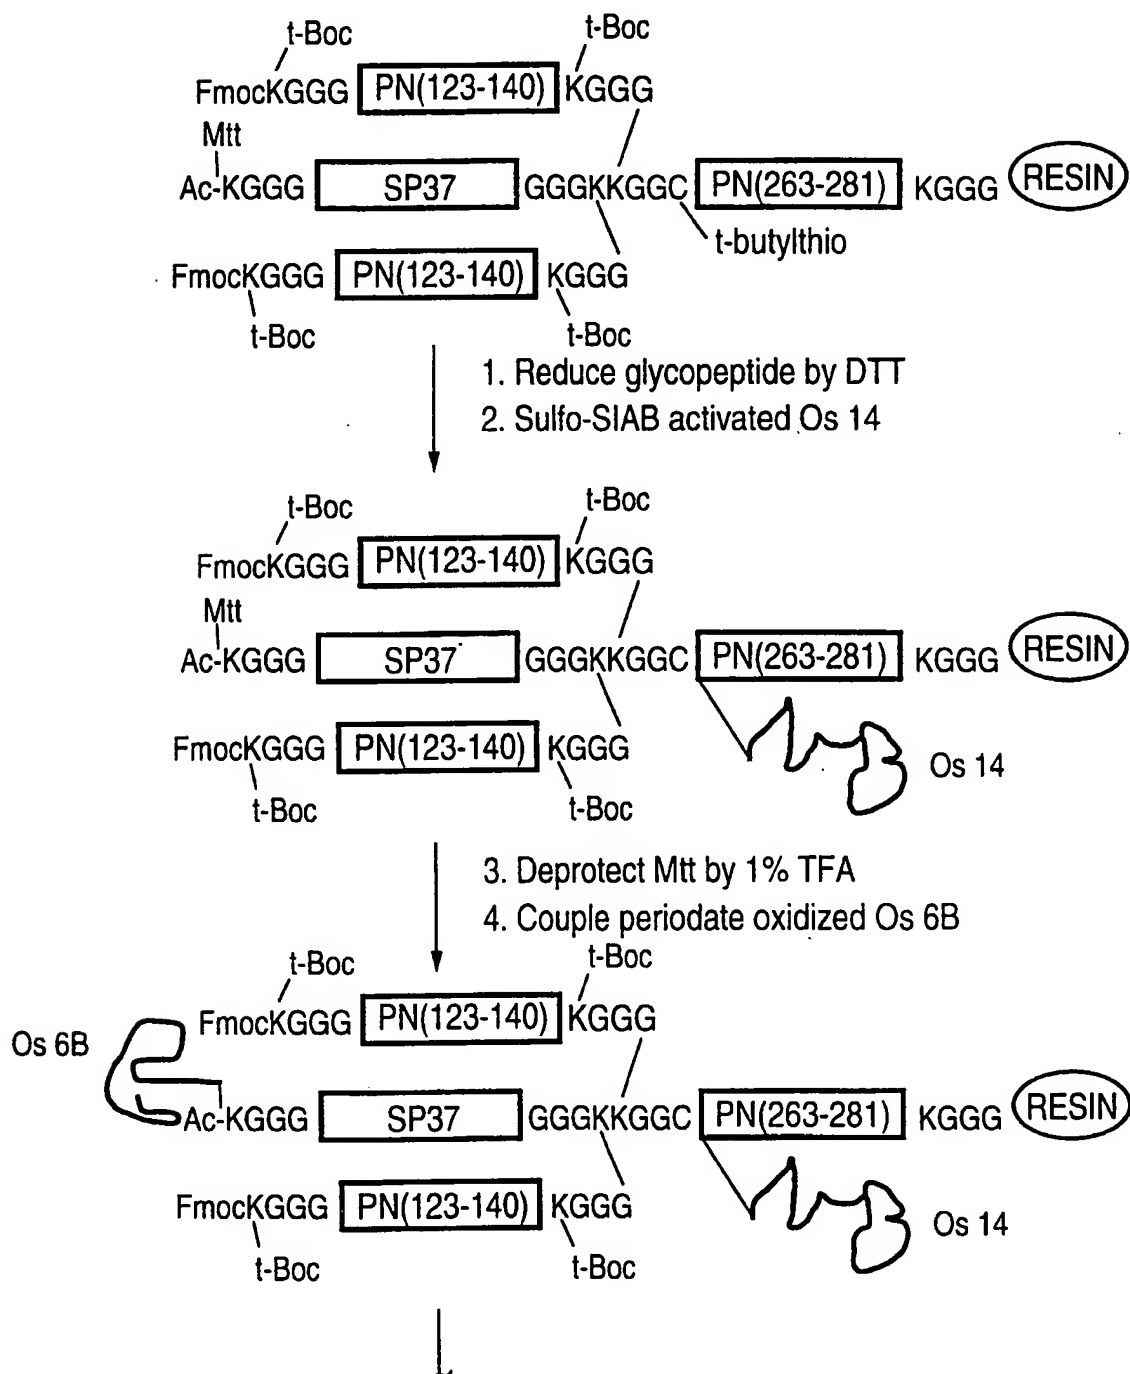 t-Boc t-Boc
FmocKGGG PN(123-140) KGGG
Mtt
Ac-KGGG SP37 GGGKKGGC PN(263-281) KGGG RESIN
t-butylthio
FmocKGGG PN(123-140) KGGG
t-Boc t-Boc
1. Reduce glycopeptide by DTT
2. Sulfo-SIAB activated Os 14
t-Boc t-Boc
FmocKGGG PN(123-140) KGGG
Mtt
Ac-KGGG SP37 GGGKKGGC PN(263-281) KGGG RESIN
FmocKGGG PN(123-140) KGGG
Os 14
t-Boc t-Boc
3. Deprotect Mtt by 1% TFA
4. Couple periodate oxidized Os 6B
t-Boc t-Boc
Os 6B FmocKGGG PN(123-140) KGGG
Ac-KGGG SP37 GGGKKGGC PN(263-281) KGGG RESIN
FmocKGGG PN(123-140) KGGG
Os 14
t-Boc t-Boc